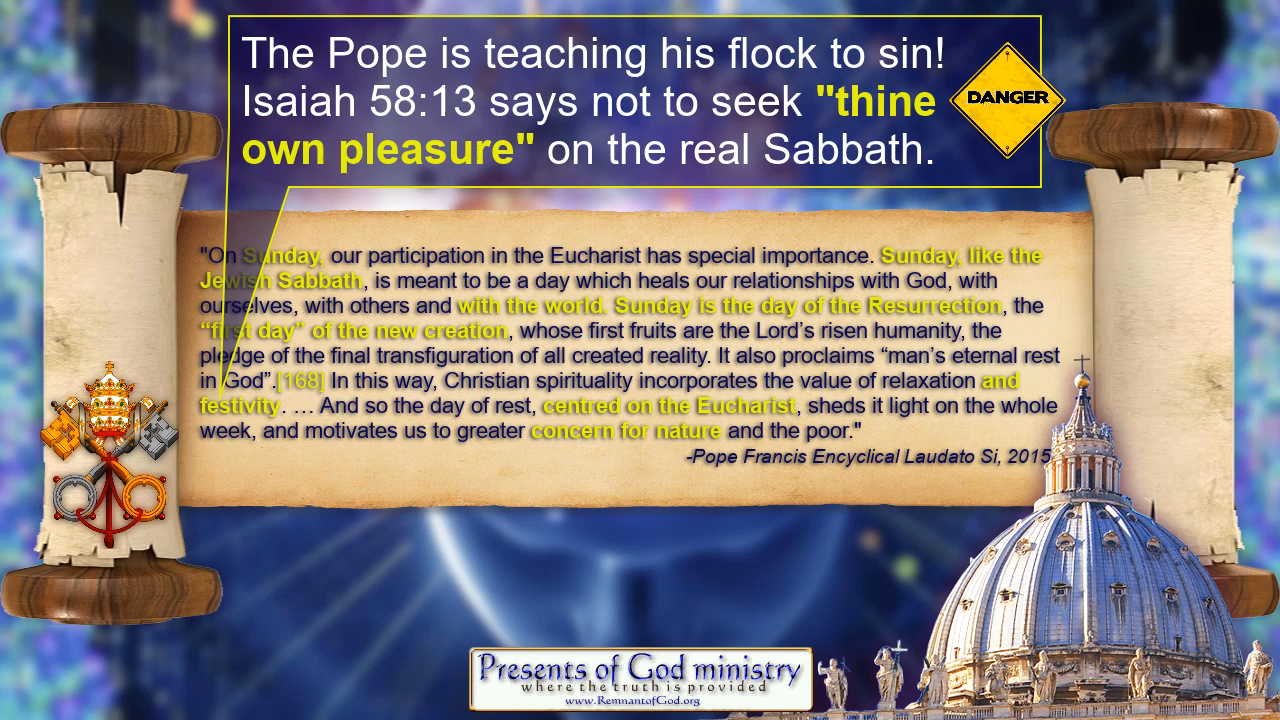 The Pope is teaching his flock to sin!
Isaiah 58:13 says not to seek "thine
own pleasure" on the real Sabbath.
DANGER
"On Sunday, our participation in the Eucharist has special importance. Sunday, like the
Jewish Sabbath, is meant to be a day which heals our relationships with God, with
ourselves, with others and with the world. Sunday is the day of the Resurrection, the
“first day” of the new creation, whose first fruits are the Lord’s risen humanity, the
pledge of the final transfiguration of all created reality. It also proclaims “man’s eternal rest
in God”.[168] In this way, Christian spirituality incorporates the value of relaxation and
festivity. … And so the day of rest, centred on the Eucharist, sheds it light on the whole
week, and motivates us to greater concern for nature and the poor."
-Pope Francis Encyclical Laudato Si, 2015
Presents of God ministry
where the truth is provided
www.RemnantofGod.org